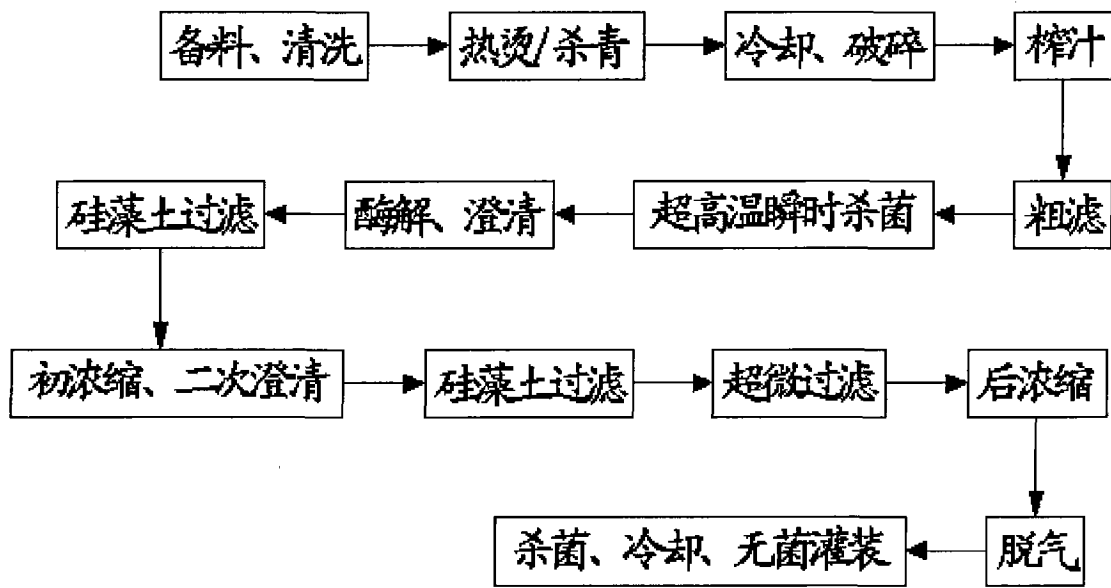 备料、清洗
热烫/杀青
冷却、破碎
榨汁
粗滤
超高温瞬时杀菌
酶解、澄清
硅藻土过滤
初浓缩、二次澄清
硅藻土过滤
超微过滤
后浓缩
脱气
杀菌、冷却、无菌灌装